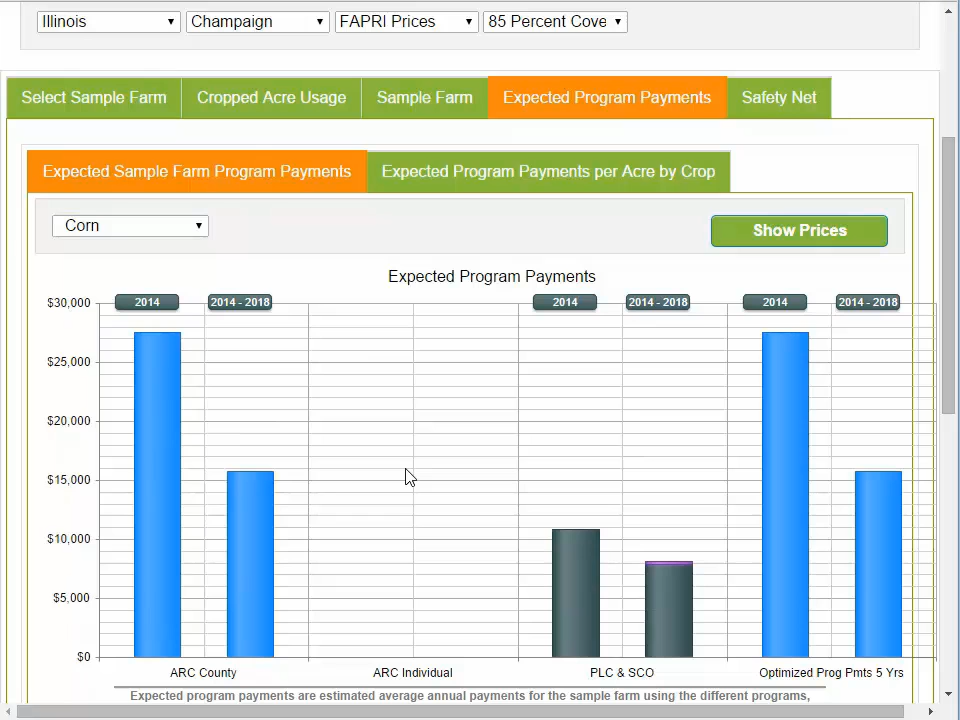 Illinois Champaign FAPRI Prices 85 Percent Cove
Select Sample Farm Cropped Acre Usage Sample Farm Expected Program Payments Safety Net
Expected Sample Farm Program Payments Expected Program Payments per Acre by Crop
Corn Show Prices
Expected Program Payments
$30,000 2014 2014 - 2018 2014 2014 - 2018 2014 2014 - 2018
$25,000
$20,000
$15,000
$10,000
$5,000
$0
ARC County ARC Individual PLC & SCO Optimized Prog Pmts 5 Yrs
Expected program payments are estimated average annual payments for the sample farm using the different programs,